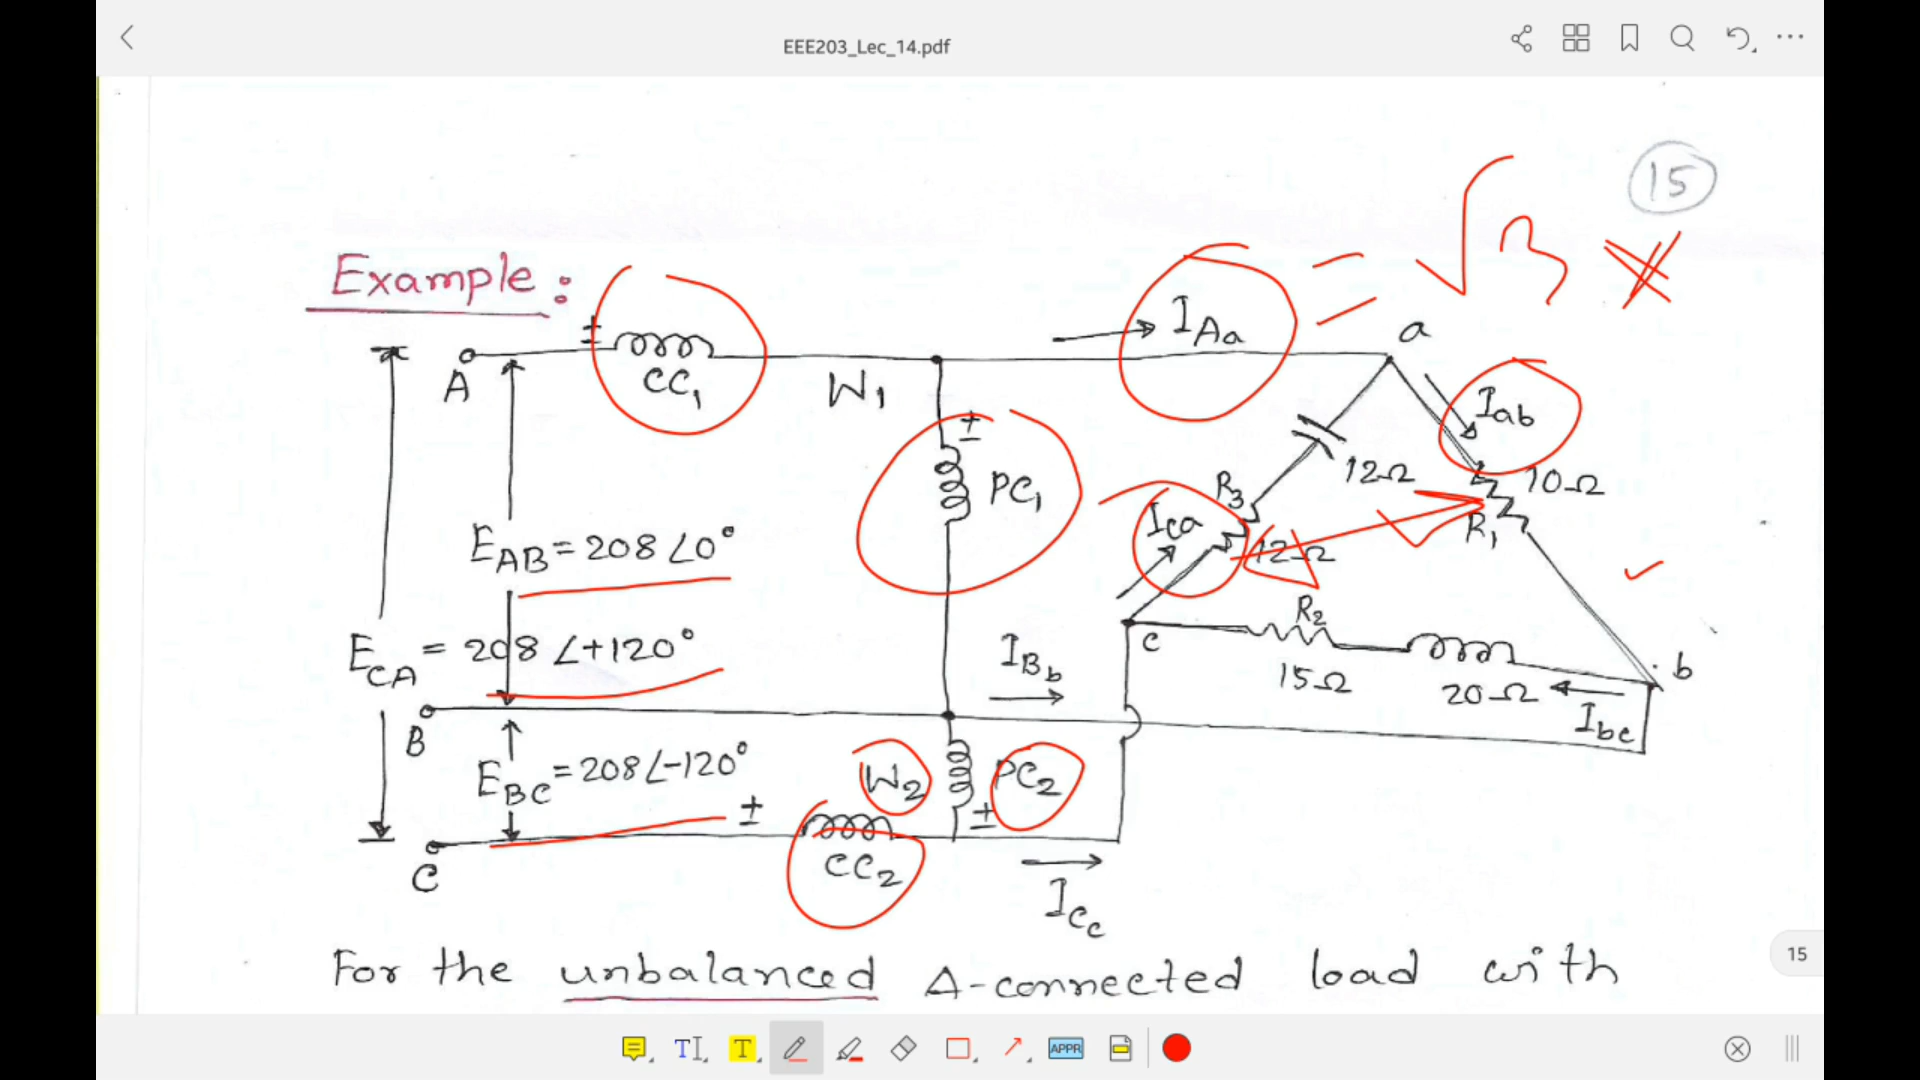 EEE203_Lec_14.pdf
15
Example:
= √3
I_Aa
a
± CC₁
A
W₁
I_ab
±
PC₁
12Ω
10Ω
R₃
I_ca
R₁
E_AB = 208∠0°
12Ω
R₂
E_CA = 208∠+120°
I_Bb
c
15Ω
20Ω
b
B
I_bc
E_BC = 208∠-120°
W₂
PC₂
±
±
CC₂
C
I_Cc
For the unbalanced Δ-connected load with
15
T
T
APPR